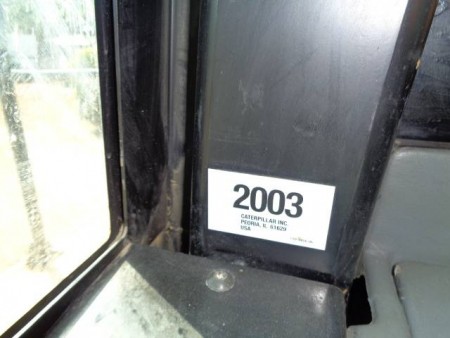 2003
CATERPILLAR INC.
PEORIA, IL 61629
USA